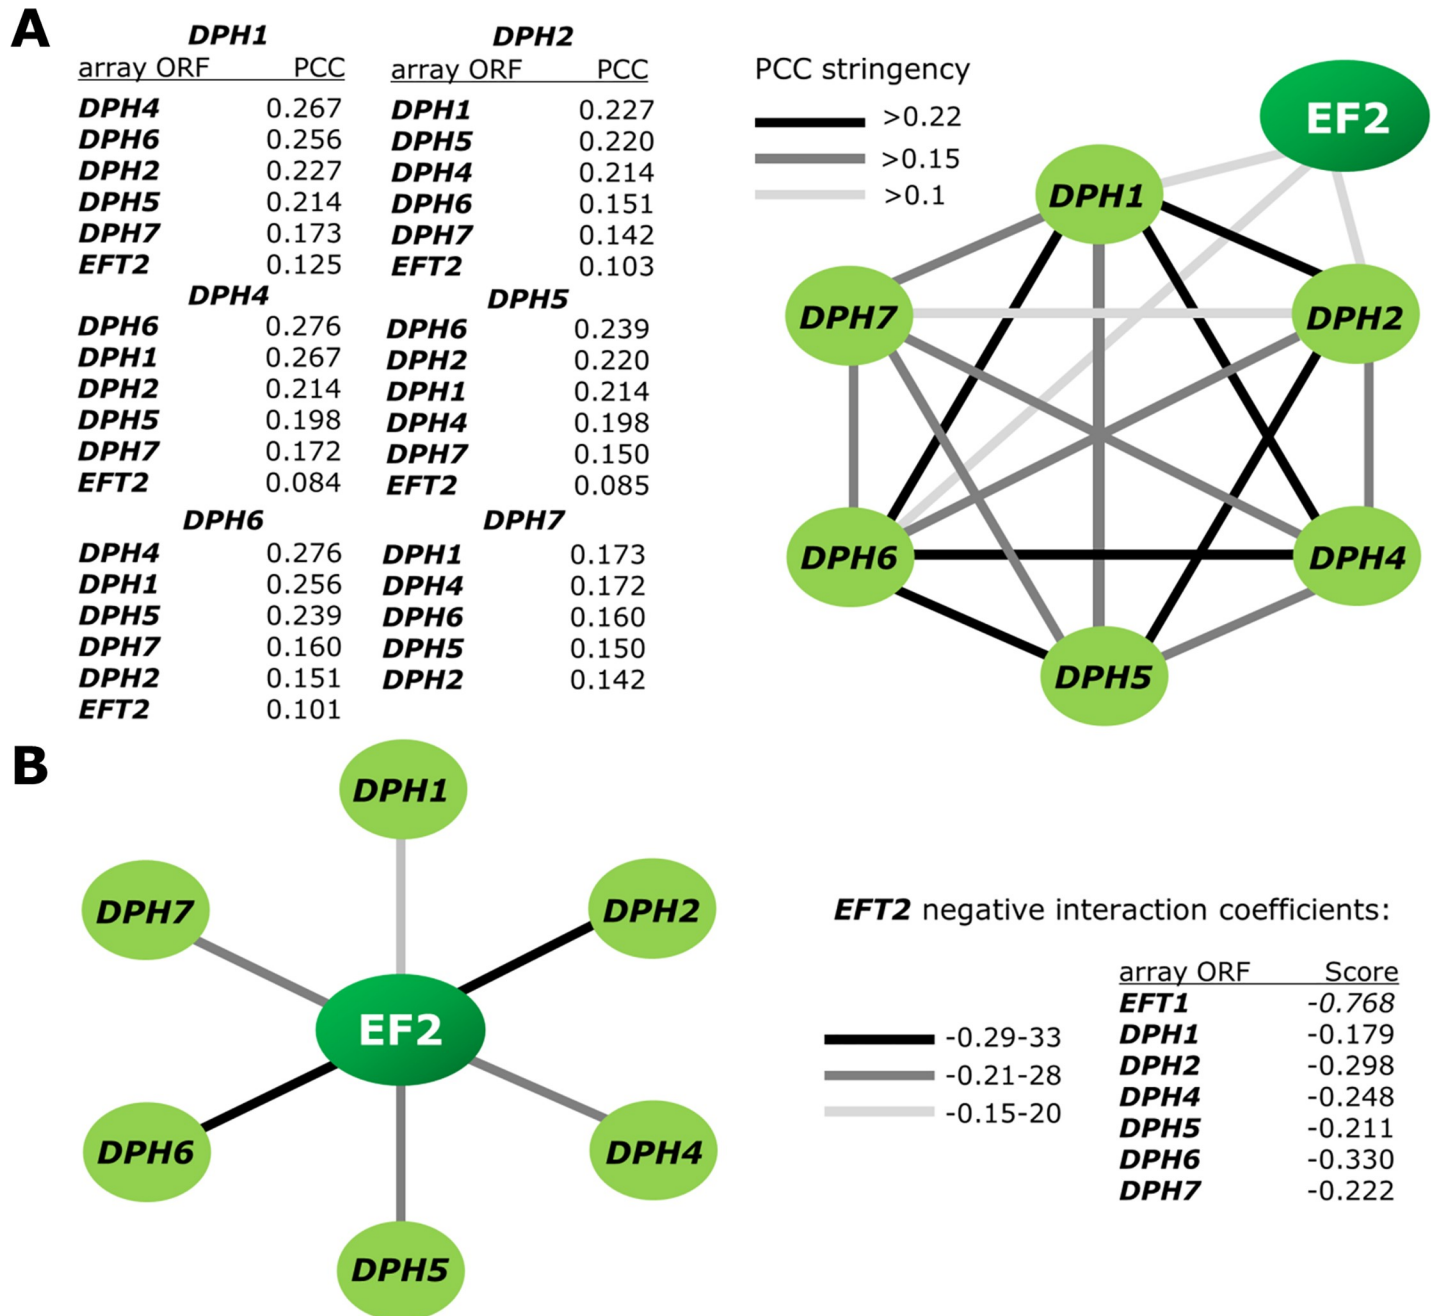 A
DPH1
array ORF PCC
DPH4 0.267
DPH6 0.256
DPH2 0.227
DPH5 0.214
DPH7 0.173
EFT2 0.125
DPH2
array ORF PCC
DPH1 0.227
DPH5 0.220
DPH4 0.214
DPH6 0.151
DPH7 0.142
EFT2 0.103
DPH4
DPH6 0.276
DPH1 0.267
DPH2 0.214
DPH5 0.198
DPH7 0.172
EFT2 0.084
DPH5
DPH6 0.239
DPH2 0.220
DPH1 0.214
DPH4 0.198
DPH7 0.150
EFT2 0.085
DPH6
DPH4 0.276
DPH1 0.256
DPH5 0.239
DPH7 0.160
DPH2 0.151
EFT2 0.101
DPH7
DPH1 0.173
DPH4 0.172
DPH6 0.160
DPH5 0.150
DPH2 0.142
PCC stringency
>0.22
>0.15
>0.1
EF2
DPH1
DPH7
DPH2
DPH6
DPH4
DPH5
B
DPH1
DPH7
DPH2
EF2
DPH6
DPH4
DPH5
EFT2 negative interaction coefficients:
-0.29-33
-0.21-28
-0.15-20
array ORF Score
EFT1 -0.768
DPH1 -0.179
DPH2 -0.298
DPH4 -0.248
DPH5 -0.211
DPH6 -0.330
DPH7 -0.222